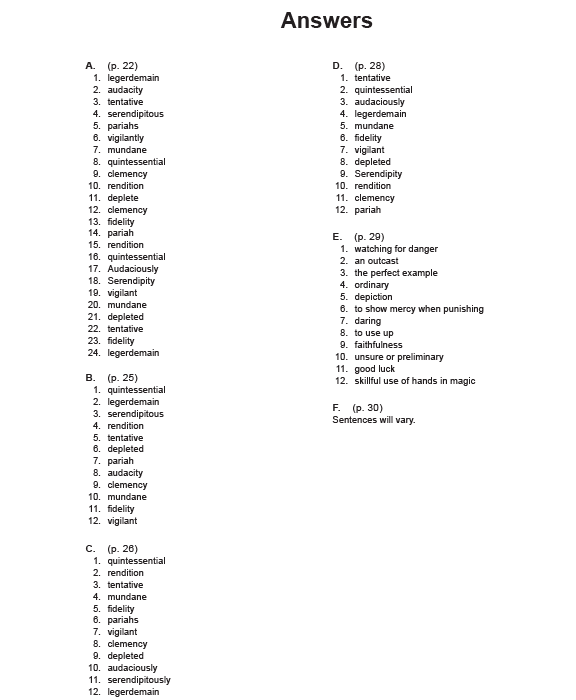 Answers
A. (p. 22)
1. legerdemain
2. audacity
3. tentative
4. serendipitous
5. pariahs
6. vigilantly
7. mundane
8. quintessential
9. clemency
10. rendition
11. deplete
12. clemency
13. fidelity
14. pariah
15. rendition
16. quintessential
17. Audaciously
18. Serendipity
19. vigilant
20. mundane
21. depleted
22. tentative
23. fidelity
24. legerdemain
B. (p. 25)
1. quintessential
2. legerdemain
3. serendipitous
4. rendition
5. tentative
6. depleted
7. pariah
8. audacity
9. clemency
10. mundane
11. fidelity
12. vigilant
C. (p. 26)
1. quintessential
2. rendition
3. tentative
4. mundane
5. fidelity
6. pariahs
7. vigilant
8. clemency
9. depleted
10. audaciously
11. serendipitously
12. legerdemain
D. (p. 28)
1. tentative
2. quintessential
3. audaciously
4. legerdemain
5. mundane
6. fidelity
7. vigilant
8. depleted
9. Serendipity
10. rendition
11. clemency
12. pariah
E. (p. 29)
1. watching for danger
2. an outcast
3. the perfect example
4. ordinary
5. depiction
6. to show mercy when punishing
7. daring
8. to use up
9. faithfulness
10. unsure or preliminary
11. good luck
12. skillful use of hands in magic
F. (p. 30)
Sentences will vary.